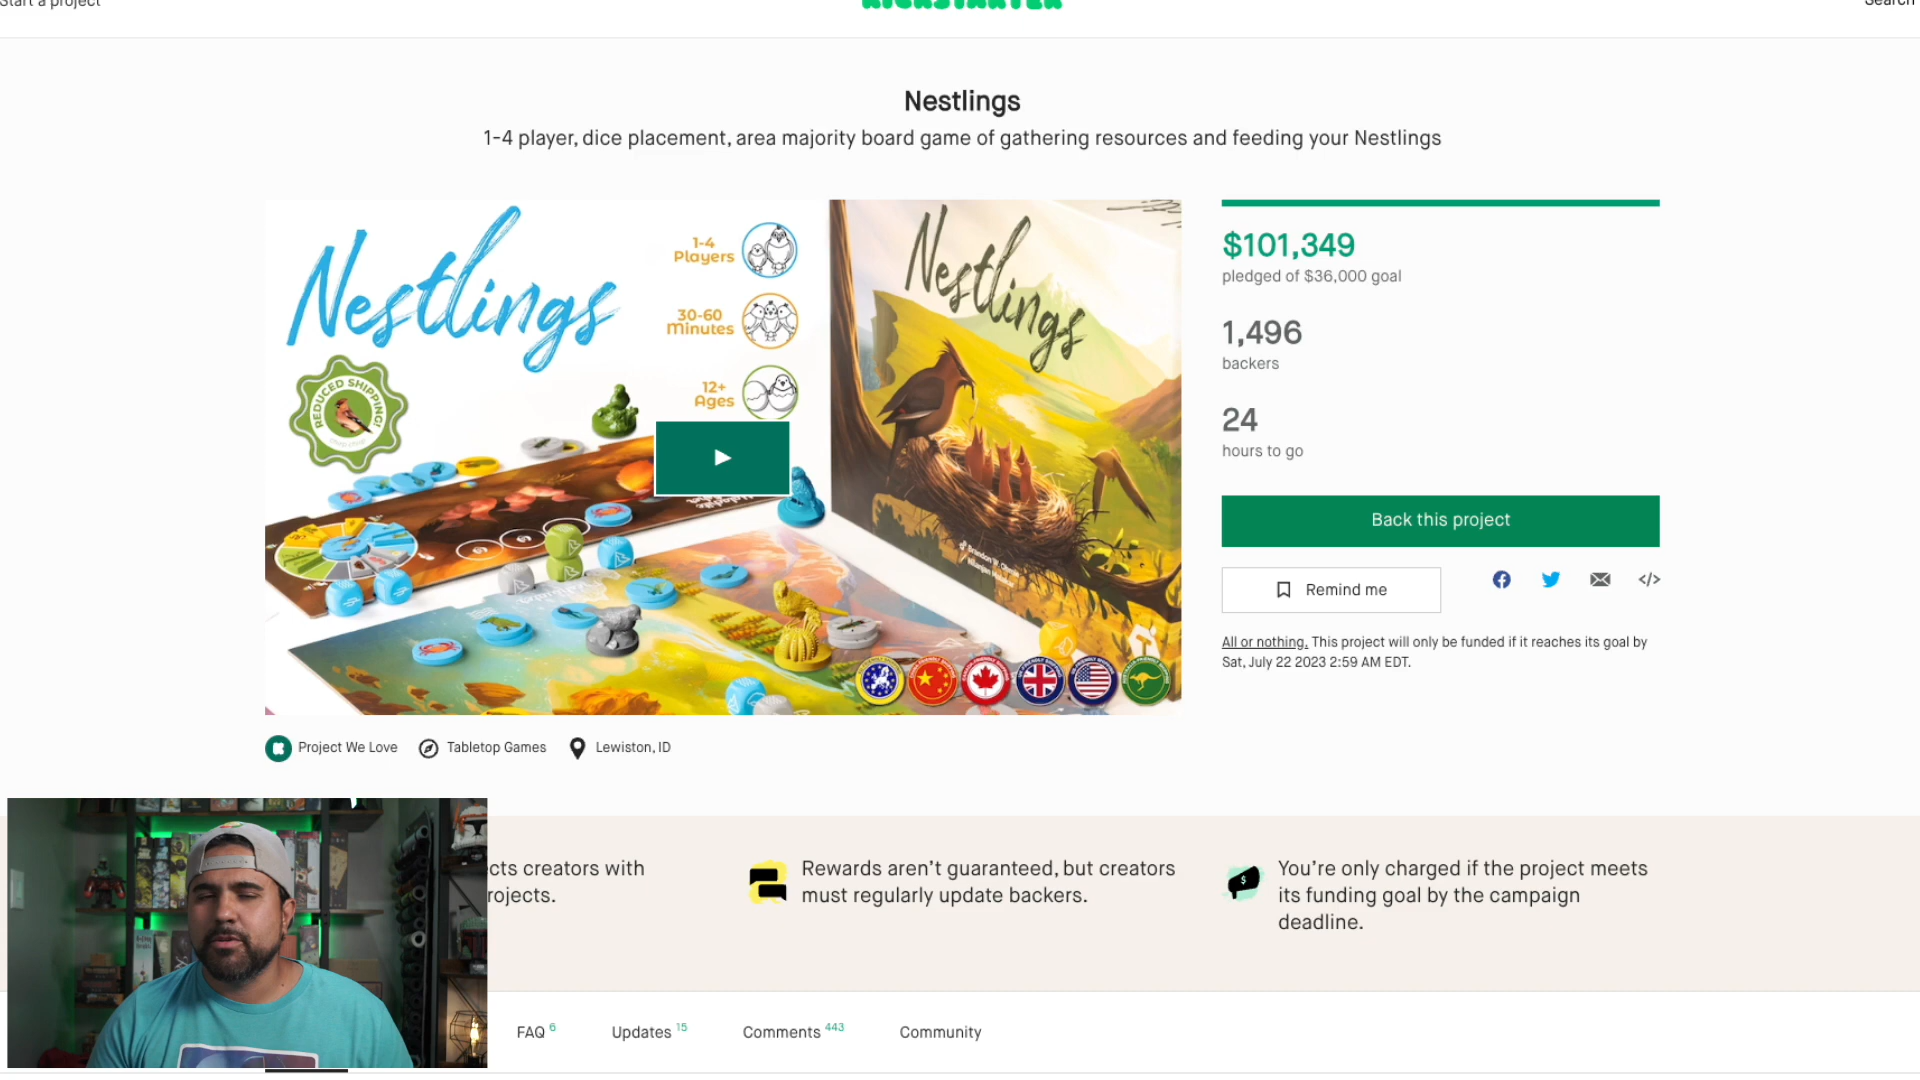 Start a project
KICKSTARTER
Search
Nestlings
1-4 player, dice placement, area majority board game of gathering resources and feeding your Nestlings
Nestlings
1-4
Players
30-60
Minutes
12+
Ages
REDUCED SHIPPING!
Nestlings
$101,349
pledged of $36,000 goal
1,496
backers
24
hours to go
Back this project
Remind me
All or nothing. This project will only be funded if it reaches its goal by
Sat, July 22 2023 2:59 AM EDT.
Project We Love
Tabletop Games
Lewiston, ID
cts creators with
rojects.
Rewards aren't guaranteed, but creators
must regularly update backers.
You're only charged if the project meets
its funding goal by the campaign
deadline.
FAQ 6
Updates 15
Comments 443
Community